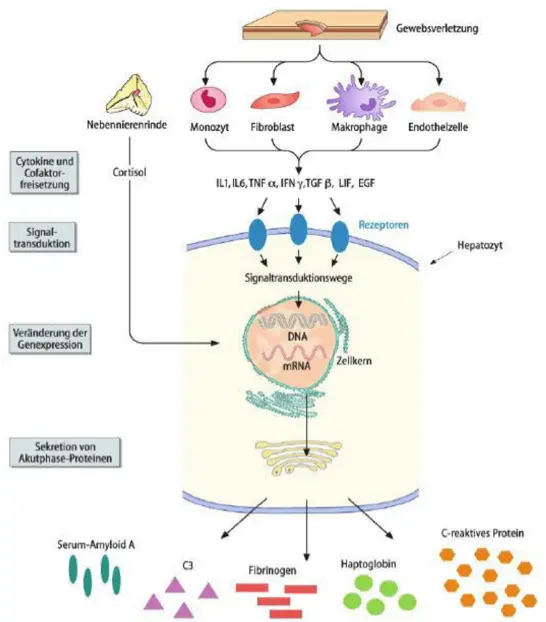 Gewebsverletzung
Nebennierenrinde
Monozyt
Fibroblast
Makrophage
Endothelzelle
Cytokine und
Cofaktor-
freisetzung
Cortisol
IL1, IL6, TNF α, IFN γ, TGF β, LIF, EGF
Signal-
transduktion
Rezeptoren
Hepatozyt
Signaltransduktionswege
Veränderung der
Genexpression
DNA
mRNA
Zellkern
Sekretion von
Akutphase-Proteinen
Serum-Amyloid A
C3
Fibrinogen
Haptoglobin
C-reaktives Protein